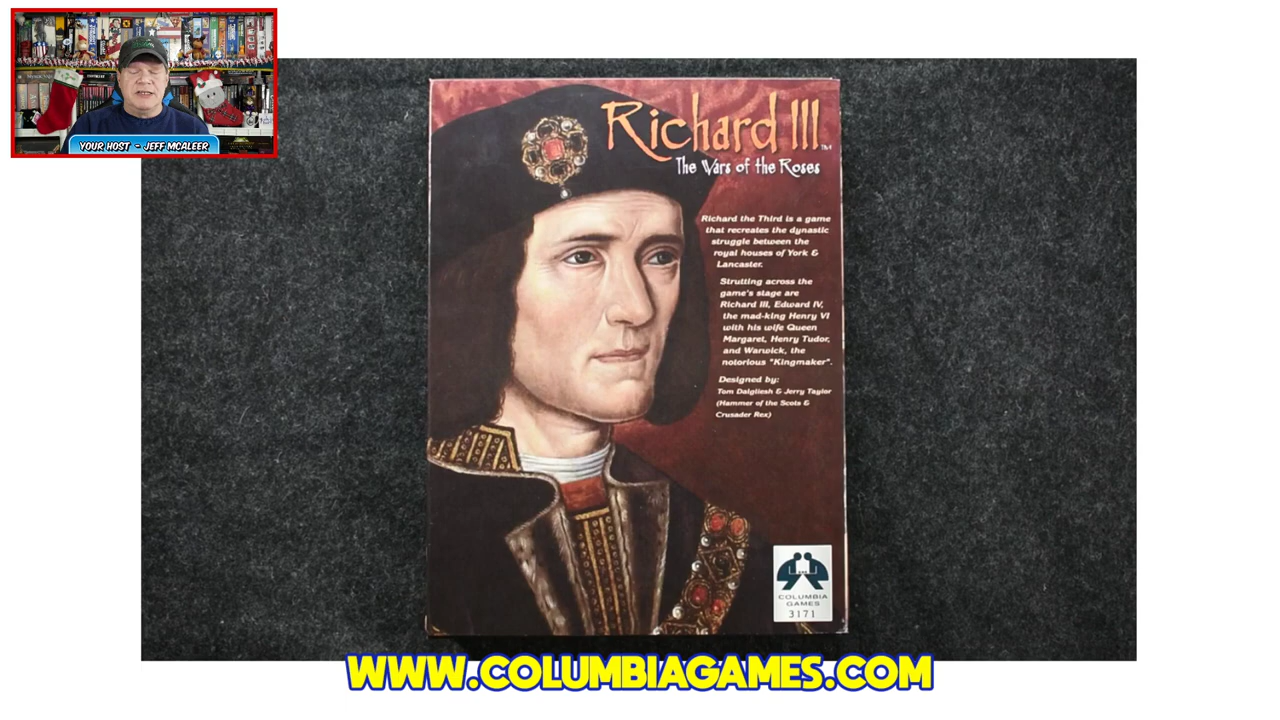 YOUR HOST - JEFF MCALEER
Richard III™
The Wars of the Roses
Richard the Third is a game
that recreates the dynastic
struggle between the
royal houses of York &
Lancaster.
Strutting across the
game's stage are
Richard III, Edward IV,
the mad-king Henry VI
with his wife Queen
Margaret, Henry Tudor,
and Warwick, the
notorious "Kingmaker".
Designed by:
Tom Dalgliesh & Jerry Taylor
(Hammer of the Scots &
Crusader Rex)
COLUMBIA
GAMES
3171
WWW.COLUMBIAGAMES.COM